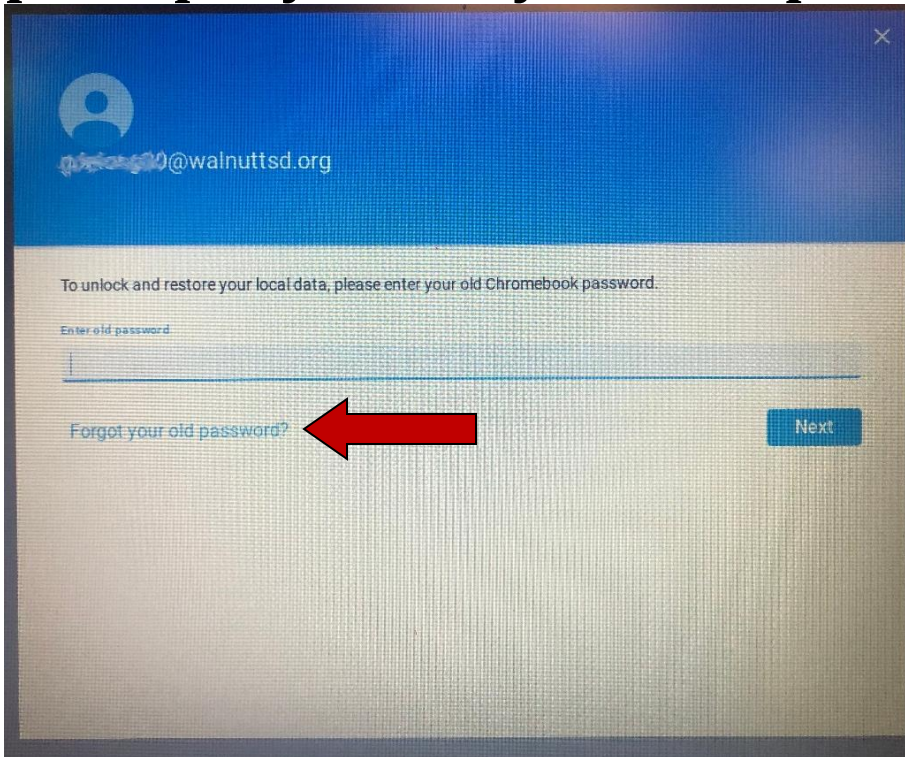 @walnuttsd.org
To unlock and restore your local data, please enter your old Chromebook password.
Enter old password
Forgot your old password?
Next